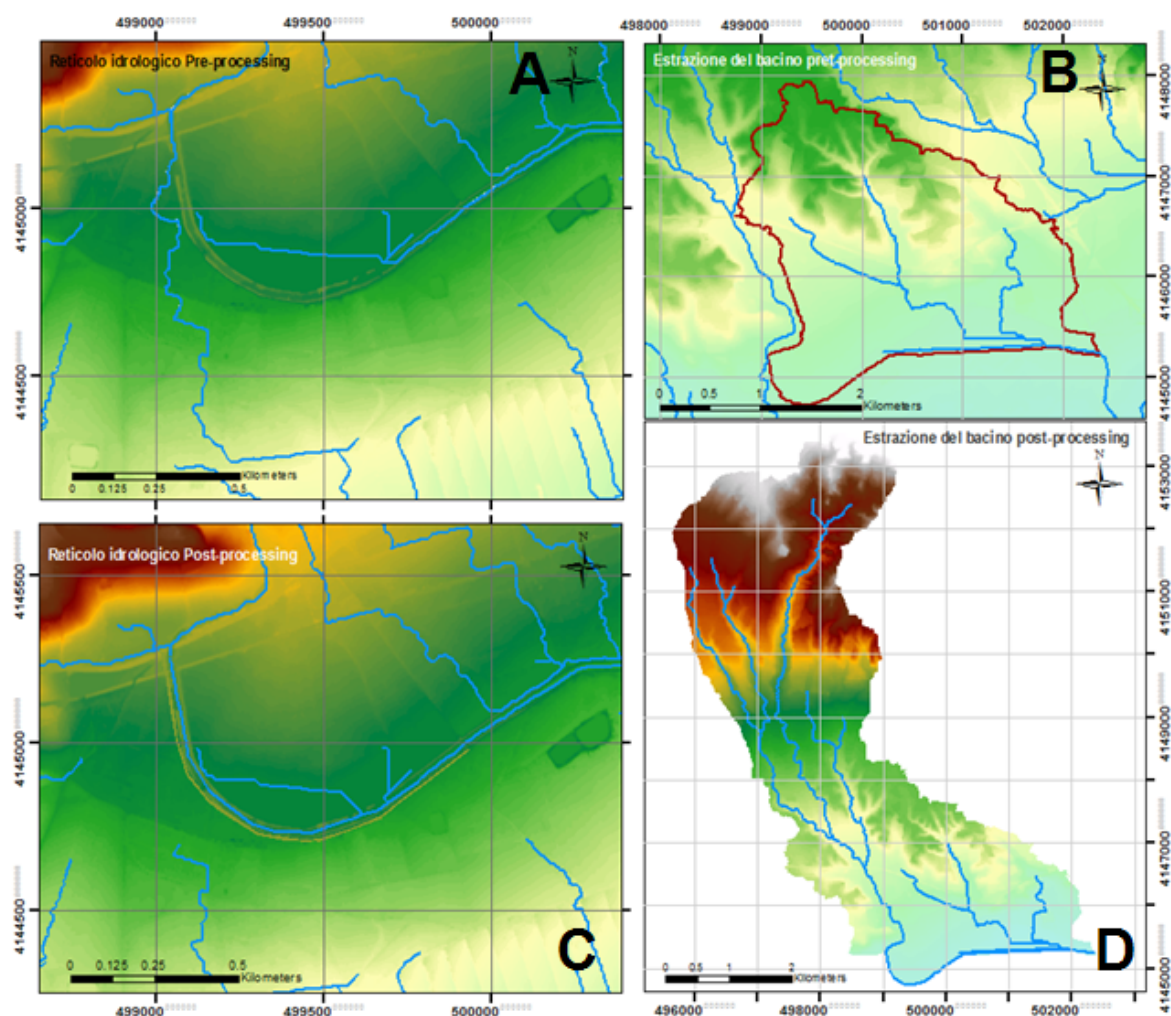 499000 499500 500000
Reticolo idrologico Pre-processing
A
N
4145000
4144500
0 0.125 0.25 0.5
Kilometers
498000 499000 500000 501000 502000
Estrazione del bacino pret-processing
B
N
4148000
4147000
4146000
4145000
0 0.5 1 2
Kilometers
Reticolo idrologico Post-processing
N
4145500
4145000
4144500
C
0 0.125 0.25 0.5
Kilometers
499000 499500 500000
Estrazione del bacino post-processing
N
4153000
4151000
4149000
4147000
4145000
D
0 0.5 1 2
Kilometers
496000 498000 500000 502000